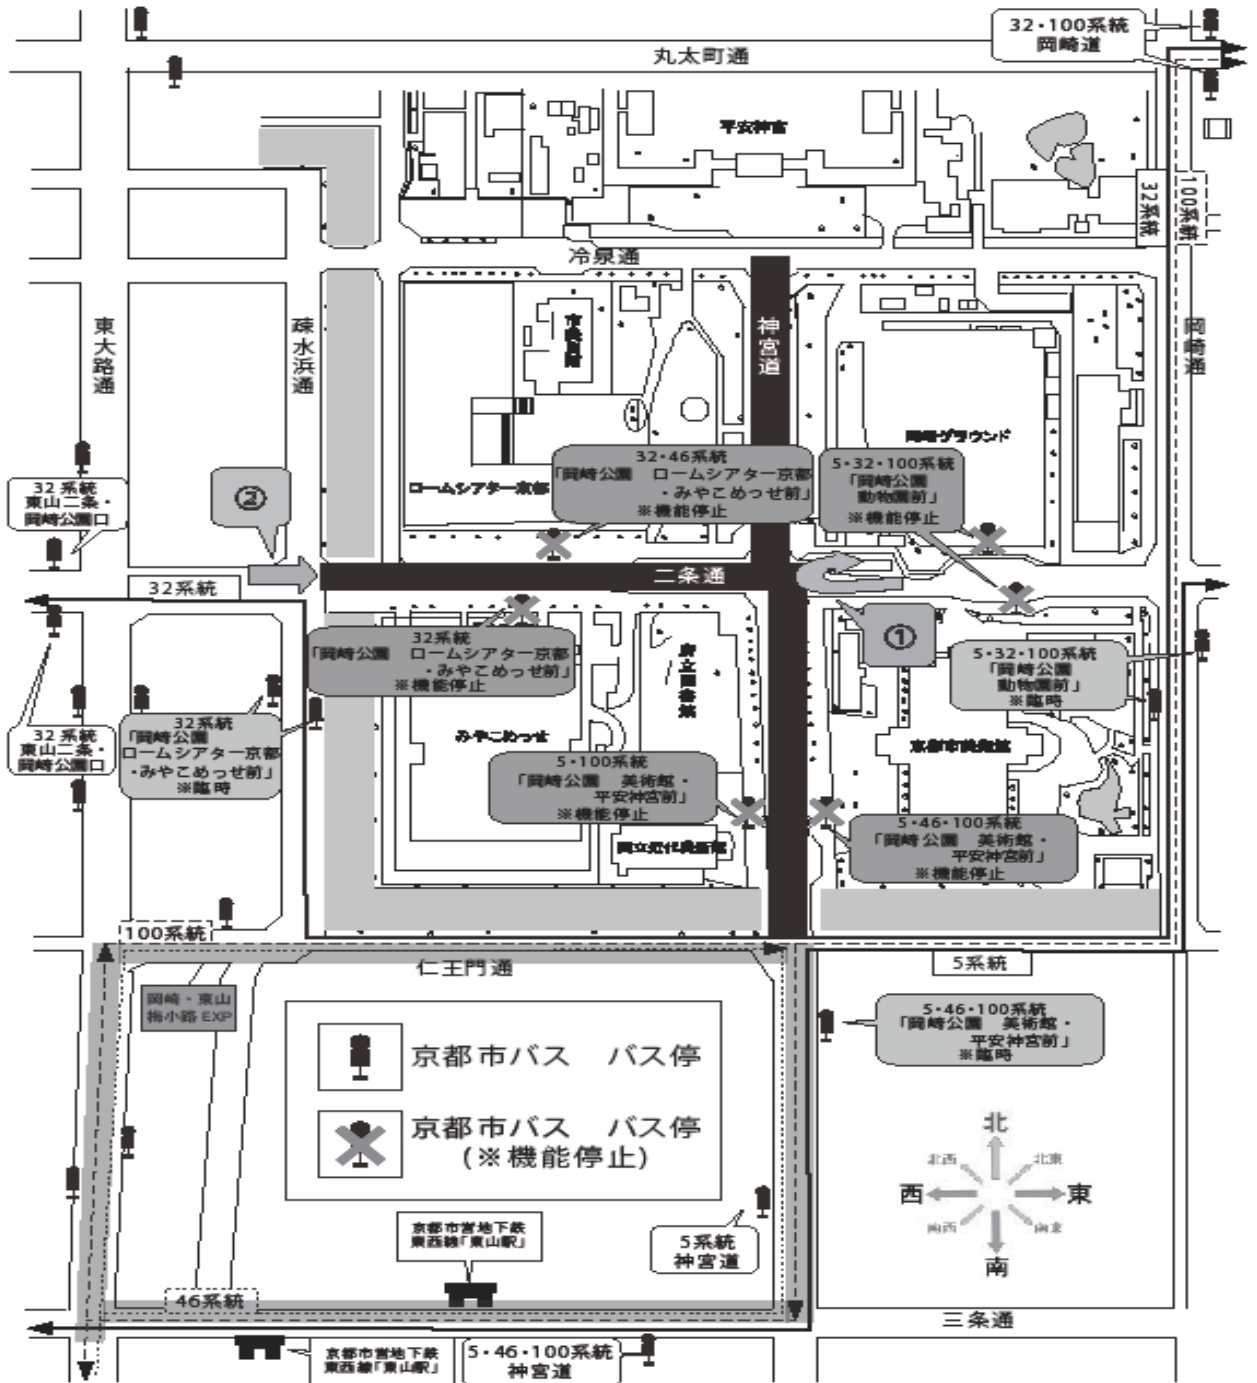 32・100系統
岡崎道
丸太町通
平安神宮
32系統
100系統
冷泉通
東大路通
疏水浜通
神宮道
岡崎通
岡崎グラウンド
ロームシアター京都
32・46系統
「岡崎公園 ロームシアター京都
・みやこめっせ前」
※機能停止
5・32・100系統
「岡崎公園
動物園前」
※機能停止
32系統
東山二条・
岡崎公園口
②
二条通
32系統
①
32系統
「岡崎公園 ロームシアター京都
・みやこめっせ前」
※機能停止
府立図書館
5・32・100系統
「岡崎公園
動物園前」
※臨時
32系統
東山二条・
岡崎公園口
32系統
「岡崎公園
ロームシアター京都
・みやこめっせ前」
※臨時
みやこめっせ
京都市美術館
5・100系統
「岡崎公園 美術館・
平安神宮前」
※機能停止
5・46・100系統
「岡崎公園 美術館・
平安神宮前」
※機能停止
国立近代美術館
100系統
仁王門通
5系統
岡崎・東山
梅小路 EXP
京都市バス バス停
京都市バス バス停
(※機能停止)
5・46・100系統
「岡崎公園 美術館・
平安神宮前」
※臨時
北
北西
北東
西
東
南西
南東
南
京都市営地下鉄
東西線「東山駅」
5系統
神宮道
46系統
三条通
京都市営地下鉄
東西線「東山駅」
5・46・100系統
神宮道